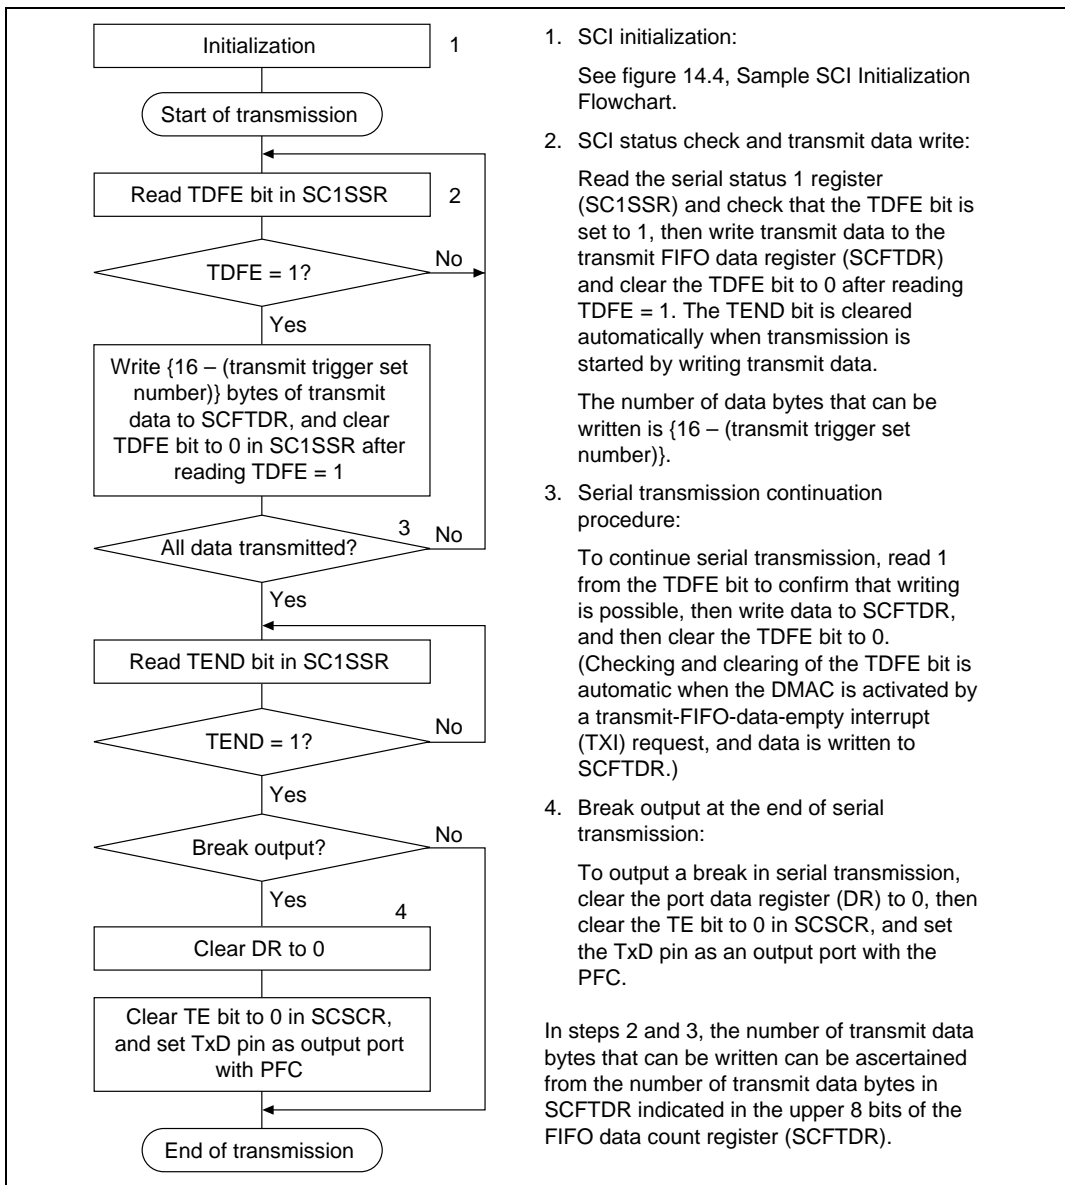 Initialization
1
Start of transmission
Read TDFE bit in SC1SSR
2
TDFE = 1?
No
Yes
Write {16 – (transmit trigger set
number)} bytes of transmit
data to SCFTDR, and clear
TDFE bit to 0 in SC1SSR after
reading TDFE = 1
3
All data transmitted?
No
Yes
Read TEND bit in SC1SSR
TEND = 1?
No
Yes
Break output?
No
Yes
4
Clear DR to 0
Clear TE bit to 0 in SCSCR,
and set TxD pin as output port
with PFC
End of transmission
1. SCI initialization:
See figure 14.4, Sample SCI Initialization
Flowchart.
2. SCI status check and transmit data write:
Read the serial status 1 register
(SC1SSR) and check that the TDFE bit is
set to 1, then write transmit data to the
transmit FIFO data register (SCFTDR)
and clear the TDFE bit to 0 after reading
TDFE = 1. The TEND bit is cleared
automatically when transmission is
started by writing transmit data.
The number of data bytes that can be
written is {16 – (transmit trigger set
number)}.
3. Serial transmission continuation
procedure:
To continue serial transmission, read 1
from the TDFE bit to confirm that writing
is possible, then write data to SCFTDR,
and then clear the TDFE bit to 0.
(Checking and clearing of the TDFE bit is
automatic when the DMAC is activated by
a transmit-FIFO-data-empty interrupt
(TXI) request, and data is written to
SCFTDR.)
4. Break output at the end of serial
transmission:
To output a break in serial transmission,
clear the port data register (DR) to 0, then
clear the TE bit to 0 in SCSCR, and set
the TxD pin as an output port with the
PFC.
In steps 2 and 3, the number of transmit data
bytes that can be written can be ascertained
from the number of transmit data bytes in
SCFTDR indicated in the upper 8 bits of the
FIFO data count register (SCFTDR).